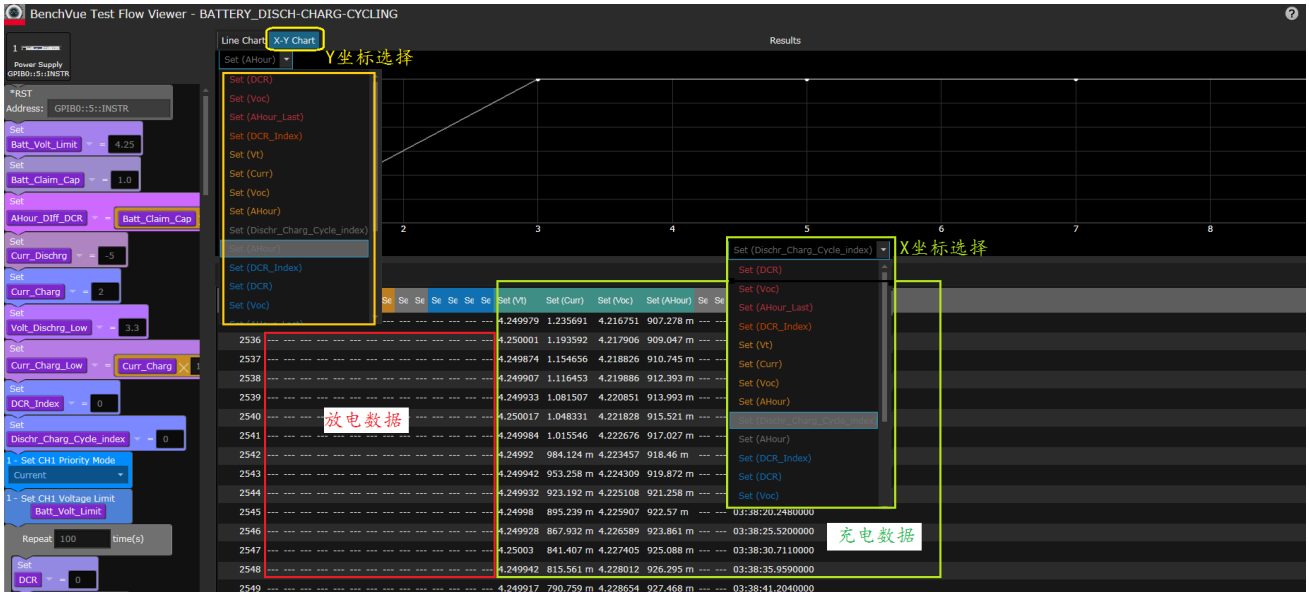 BenchVue Test Flow Viewer - BATTERY_DISCH-CHARG-CYCLING
?
1
Power Supply
GPIB0::5::INSTR
*RST
Address: GPIB0::5::INSTR
Set
Batt_Volt_Limit = 4.25
Set
Batt_Claim_Cap = 1.0
Set
AHour_DIff_DCR = Batt_Claim_Cap
Set
Curr_Dischrg = -5
Set
Curr_Charg = 2
Set
Volt_Dischrg_Low = 3.3
Set
Curr_Charg_Low = Curr_Charg × 1
Set
DCR_Index = 0
Set
Dischr_Charg_Cycle_index = 0
1 - Set CH1 Priority Mode
Current
1 - Set CH1 Voltage Limit
Batt_Volt_Limit
Repeat 100 time(s)
Set
DCR = 0
Line Chart X-Y Chart Results
Set (AHour) Y坐标选择
Set (DCR)
Set (Voc)
Set (AHour_Last)
Set (DCR_Index)
Set (Vt)
Set (Curr)
Set (Voc)
Set (AHour)
Set (Dischr_Charg_Cycle_index)
Set (AHour)
Set (DCR_Index)
Set (DCR)
Set (Voc)
Set (AHour_Last)
2 3 4 5 6 7 8
Set (Dischr_Charg_Cycle_index) X坐标选择
Set (DCR)
Set (Voc)
Set (AHour_Last)
Set (DCR_Index)
Set (Vt)
Set (Curr)
Set (Voc)
Set (AHour)
Set (Dischr_Charg_Cycle_index)
Set (AHour)
Set (DCR_Index)
Set (DCR)
Set (Voc)
Se Se Se Se Se Se Se Set (Vt) Set (Curr) Set (Voc) Set (AHour) Se Se
--- --- --- --- --- --- --- 4.249979 1.235691 4.216751 907.278 m --- ---
2536 --- --- --- --- --- --- --- --- --- --- --- --- --- --- 4.250001 1.193592 4.217906 909.047 m --- ---
2537 --- --- --- --- --- --- --- --- --- --- --- --- --- --- 4.249874 1.154656 4.218826 910.745 m --- ---
2538 --- --- --- --- --- --- --- --- --- --- --- --- --- --- 4.249907 1.116453 4.219886 912.393 m --- ---
2539 --- --- --- --- --- --- --- --- --- --- --- --- --- --- 4.249933 1.081507 4.220851 913.993 m --- ---
2540 --- --- --- 放电数据 --- --- --- --- --- 4.250017 1.048331 4.221828 915.521 m --- ---
2541 --- --- --- --- --- --- --- --- 4.249984 1.015546 4.222676 917.027 m --- ---
2542 --- --- --- --- --- --- --- --- --- --- --- --- --- --- 4.24992 984.124 m 4.223457 918.46 m --- ---
2543 --- --- --- --- --- --- --- --- --- --- --- --- --- --- 4.249942 953.258 m 4.224309 919.872 m --- ---
2544 --- --- --- --- --- --- --- --- --- --- --- --- --- --- 4.249932 923.192 m 4.225108 921.258 m --- ---
2545 --- --- --- --- --- --- --- --- --- --- --- --- --- --- 4.24998 895.239 m 4.225907 922.57 m --- --- 03:38:20.2480000
2546 --- --- --- --- --- --- --- --- --- --- --- --- --- --- 4.249928 867.932 m 4.226589 923.861 m --- --- 03:38:25.5200000 充电数据
2547 --- --- --- --- --- --- --- --- --- --- --- --- --- --- 4.25003 841.407 m 4.227405 925.088 m --- --- 03:38:30.7110000
2548 --- --- --- --- --- --- --- --- --- --- --- --- --- --- 4.249942 815.561 m 4.228012 926.295 m --- --- 03:38:35.9590000
2549 --- --- --- --- --- --- --- --- --- --- --- --- --- --- 4.249917 790.759 m 4.228654 927.468 m --- --- 03:38:41.2040000